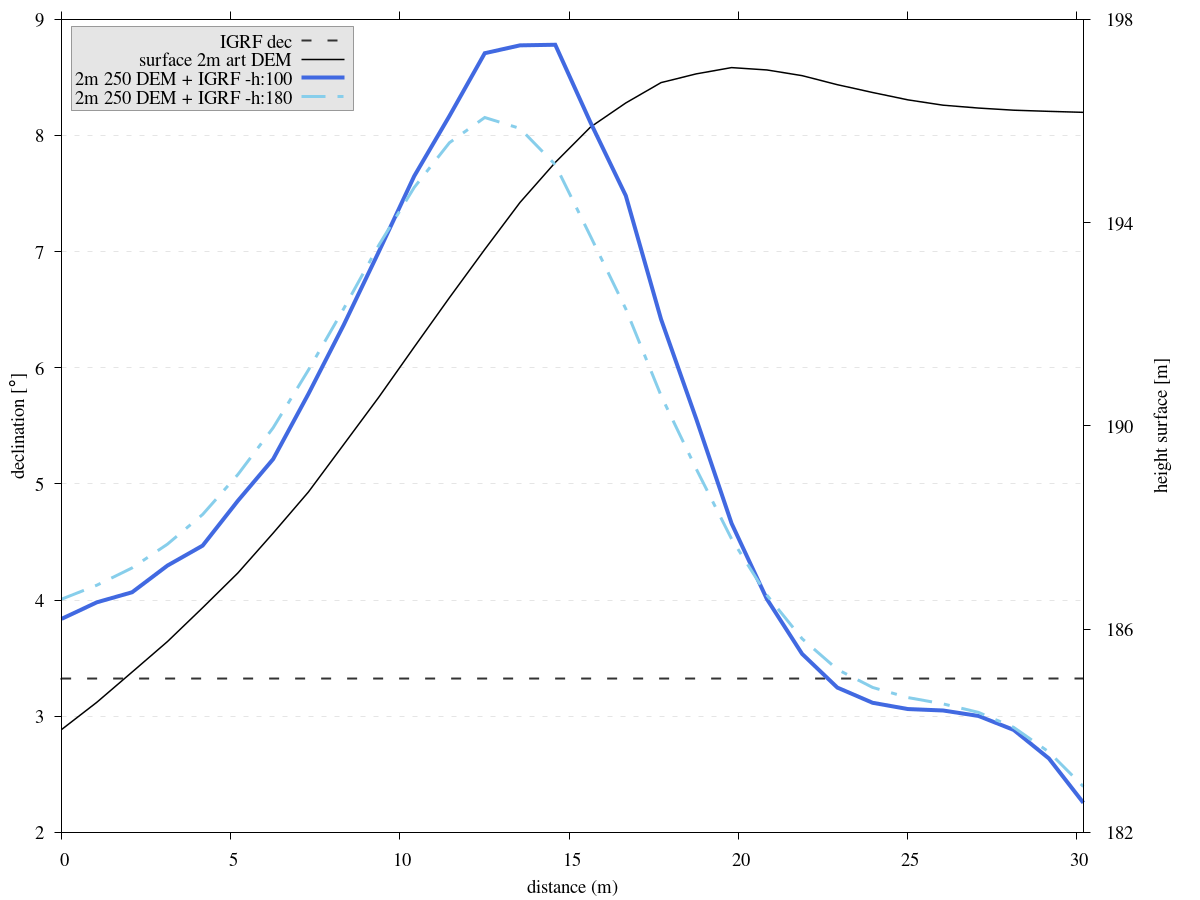 9
8
7
6
5
4
3
2
declination [°]
IGRF dec
surface 2m art DEM
2m 250 DEM + IGRF -h:100
2m 250 DEM + IGRF -h:180
198
194
190
186
182
height surface [m]
0 5 10 15 20 25 30
distance (m)